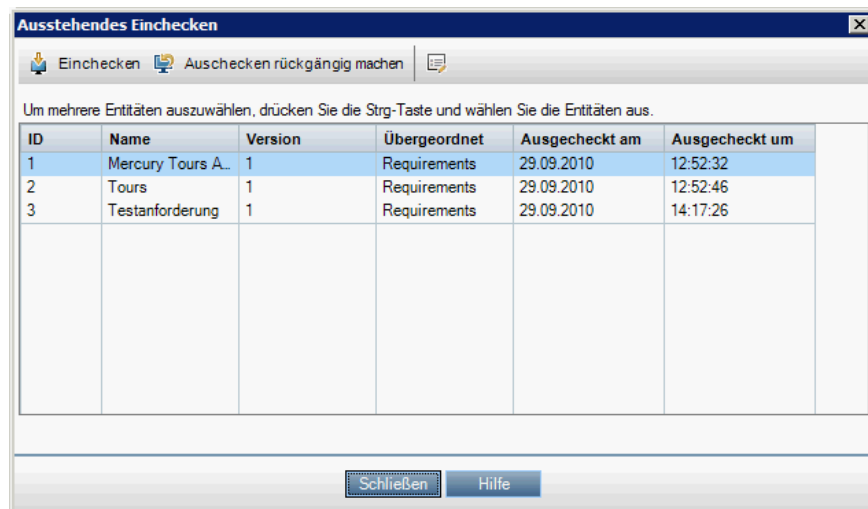 Ausstehendes Einchecken
Einchecken Auschecken rückgängig machen
Um mehrere Entitäten auszuwählen, drücken Sie die Strg-Taste und wählen Sie die Entitäten aus.
ID Name Version Übergeordnet Ausgecheckt am Ausgecheckt um
1 Mercury Tours A... 1 Requirements 29.09.2010 12:52:32
2 Tours 1 Requirements 29.09.2010 12:52:46
3 Testanforderung 1 Requirements 29.09.2010 14:17:26
Schließen Hilfe